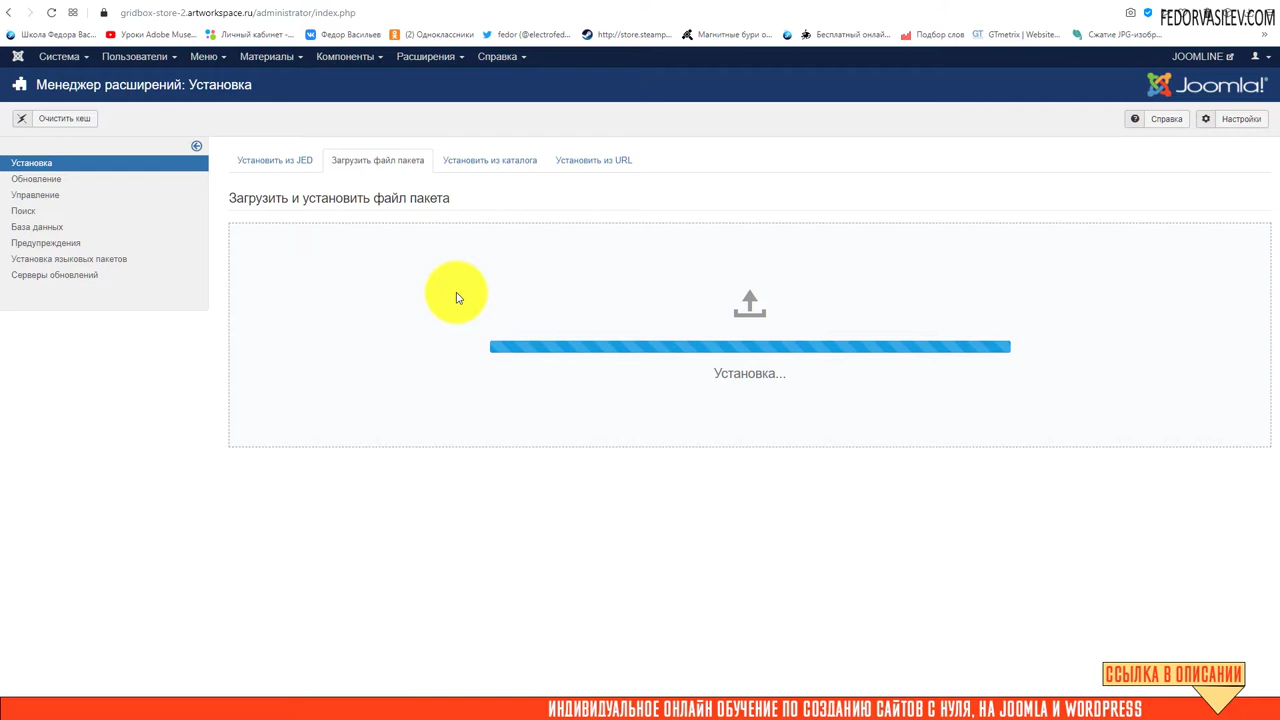 gridbox-store-2.artworkspace.ru/administrator/index.php
FEDORVASILEV.COM
Школа Федора Вас... Уроки Adobe Muse... Личный кабинет -... Федор Васильев (2) Одноклассники fedor (@electrofed... http://store.steamp... Магнитные бури о... Бесплатный онлай... Подбор слов GT GTmetrix | Website... Сжатие JPG-изобр... »
Система Пользователи Меню Материалы Компоненты Расширения Справка JOOMLINE
Менеджер расширений: Установка
Joomla!®
Очистить кеш
Справка
Настройки
Установка
Обновление
Управление
Поиск
База данных
Предупреждения
Установка языковых пакетов
Серверы обновлений
Установить из JED Загрузить файл пакета Установить из каталога Установить из URL
Загрузить и установить файл пакета
Установка...
ССЫЛКА В ОПИСАНИИ
ИНДИВИДУАЛЬНОЕ ОНЛАЙН ОБУЧЕНИЕ ПО СОЗДАНИЮ САЙТОВ С НУЛЯ, НА JOOMLA И WORDPRESS